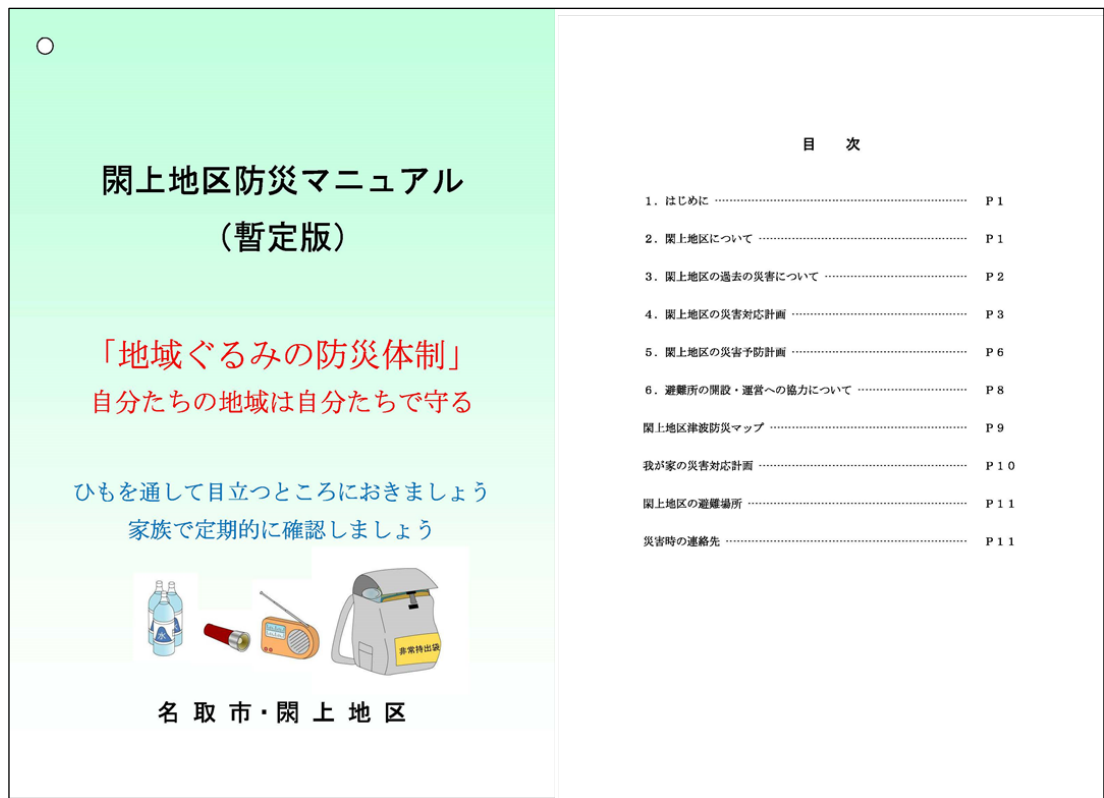 閖上地区防災マニュアル
（暫定版）
「地域ぐるみの防災体制」
自分たちの地域は自分たちで守る
ひもを通して目立つところにおきましょう
家族で定期的に確認しましょう
水
非常持出袋
名取市・閖上地区
目　次
1．はじめに ………………………………………… P1
2．閖上地区について ………………………………………… P1
3．閖上地区の過去の災害について ………………………………………… P2
4．閖上地区の災害対応計画 ………………………………………… P3
5．閖上地区の災害予防計画 ………………………………………… P6
6．避難所の開設・運営への協力について ………………………………………… P8
閖上地区津波防災マップ ………………………………………… P9
我が家の災害対応計画 ………………………………………… P10
閖上地区の避難場所 ………………………………………… P11
災害時の連絡先 ………………………………………… P11